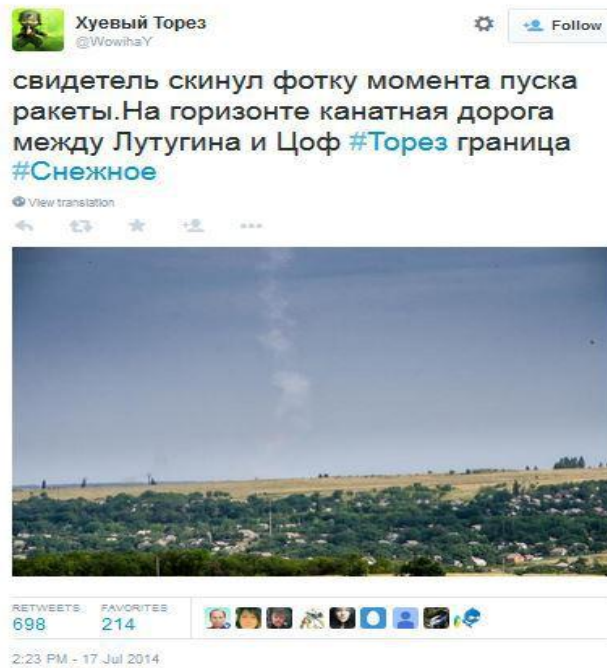 Хуевый Торез
@WowihaY
Follow
свидетель скинул фотку момента пуска
ракеты.На горизонте канатная дорога
между Лутугина и Цоф #Торез граница
#Снежное
View translation
RETWEETS FAVORITES
698 214
2:23 PM - 17 Jul 2014